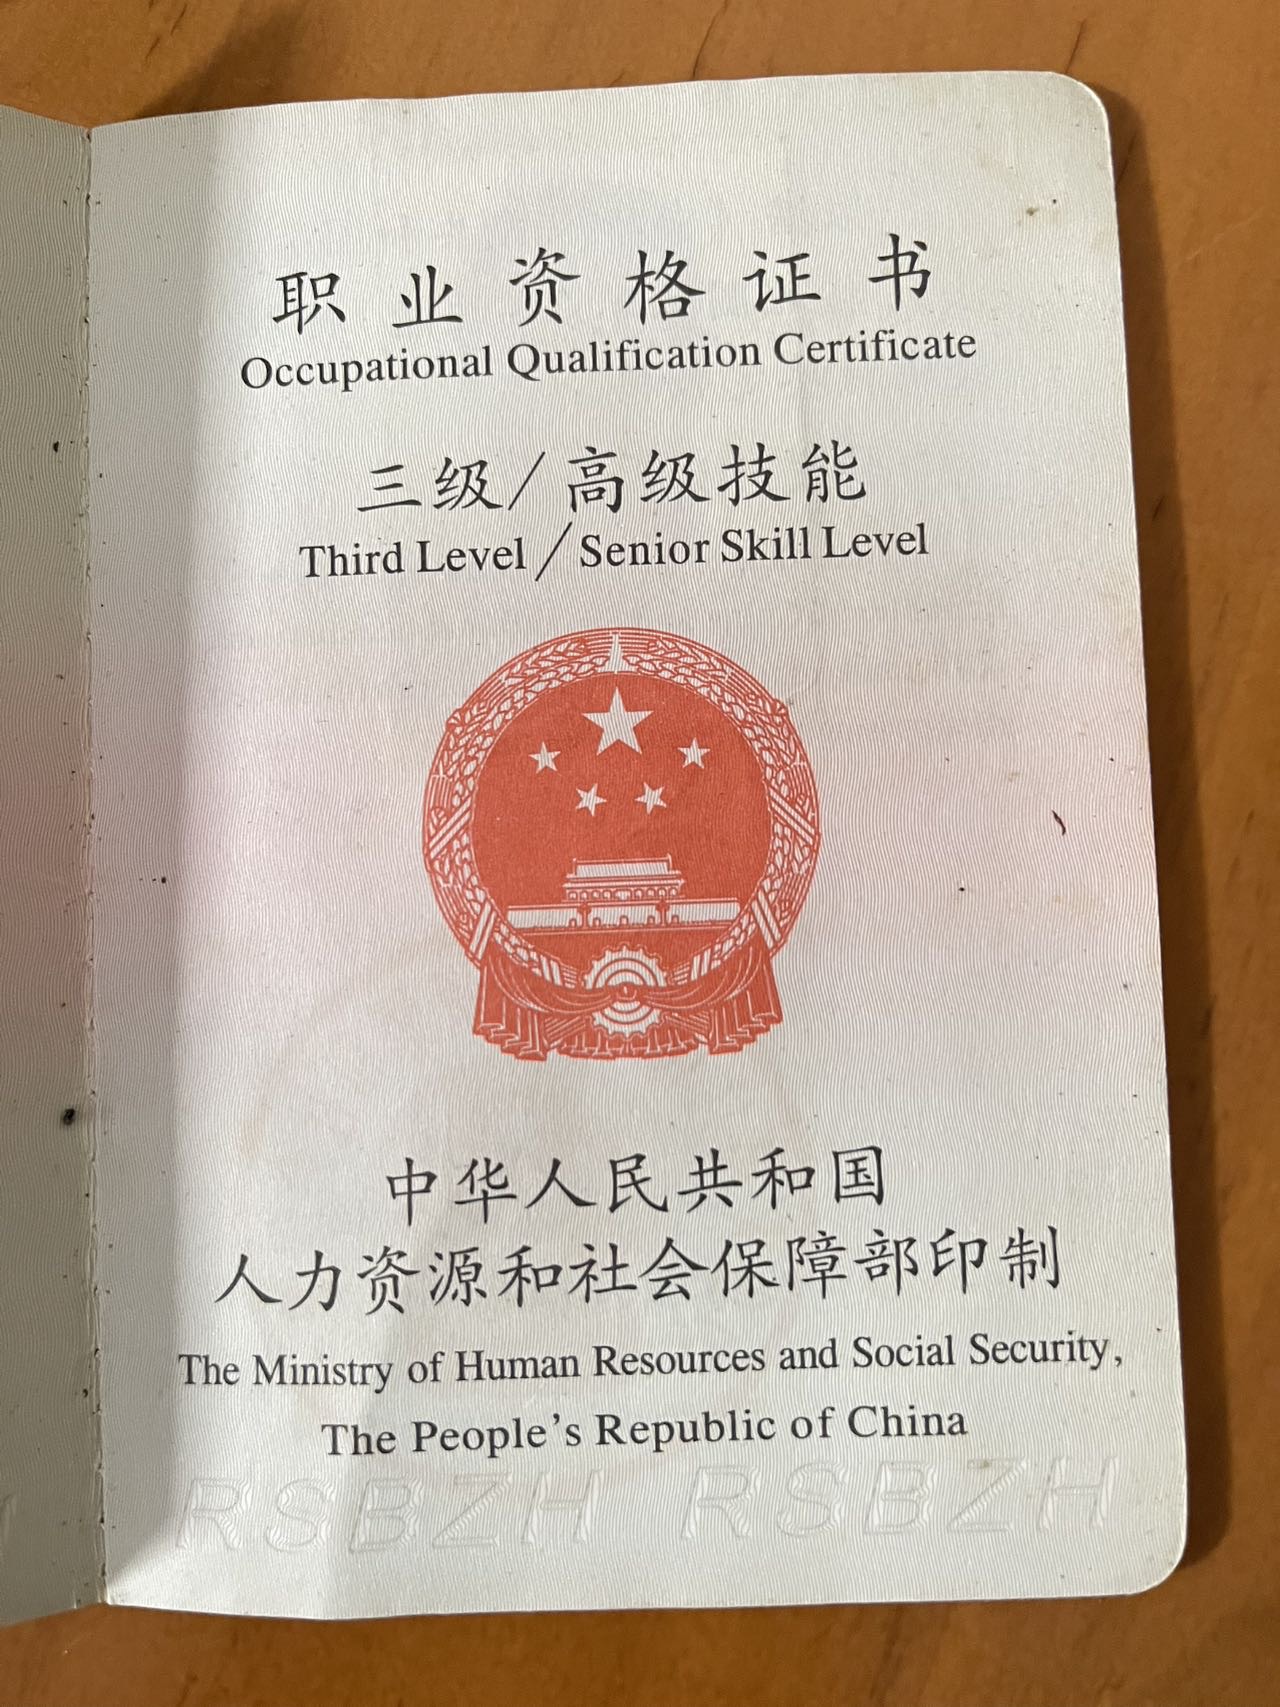 职业资格证书
Occupational Qualification Certificate
三级/高级技能
Third Level/Senior Skill Level
中华人民共和国
人力资源和社会保障部印制
The Ministry of Human Resources and Social Security,
The People's Republic of China
RSBZH RSBZH